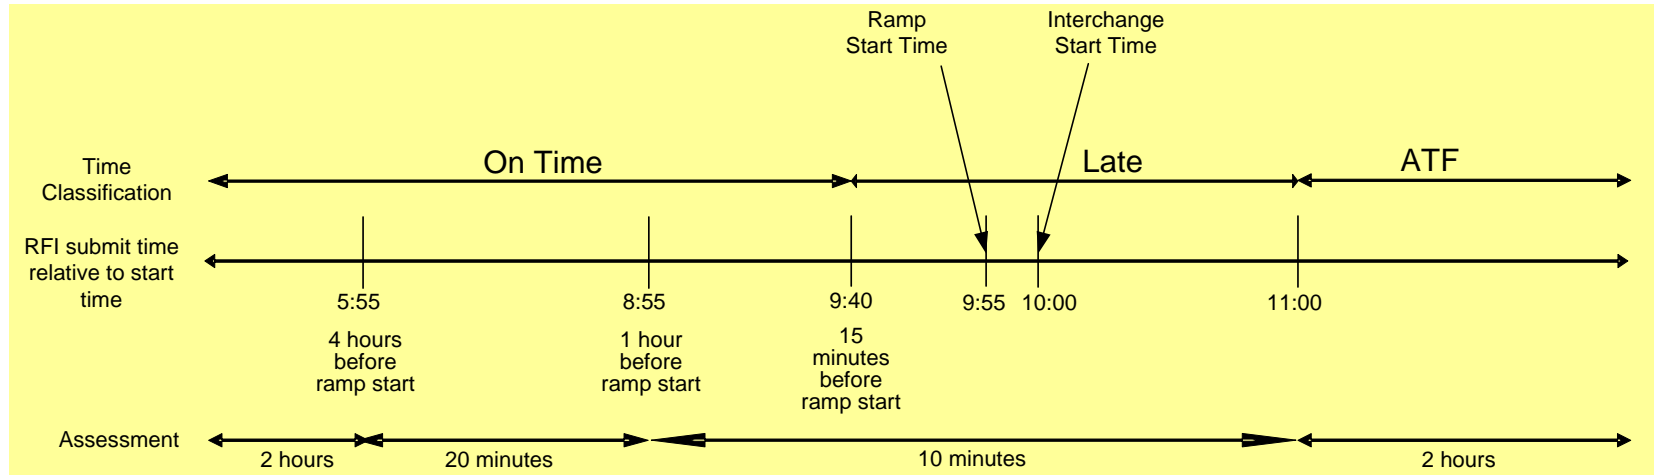 Ramp
Start Time
Interchange
Start Time
Time
Classification
On Time
Late
ATF
RFI submit time
relative to start
time
5:55
8:55
9:40
9:55
10:00
11:00
4 hours
before
ramp start
1 hour
before
ramp start
15
minutes
before
ramp start
Assessment
2 hours
20 minutes
10 minutes
2 hours